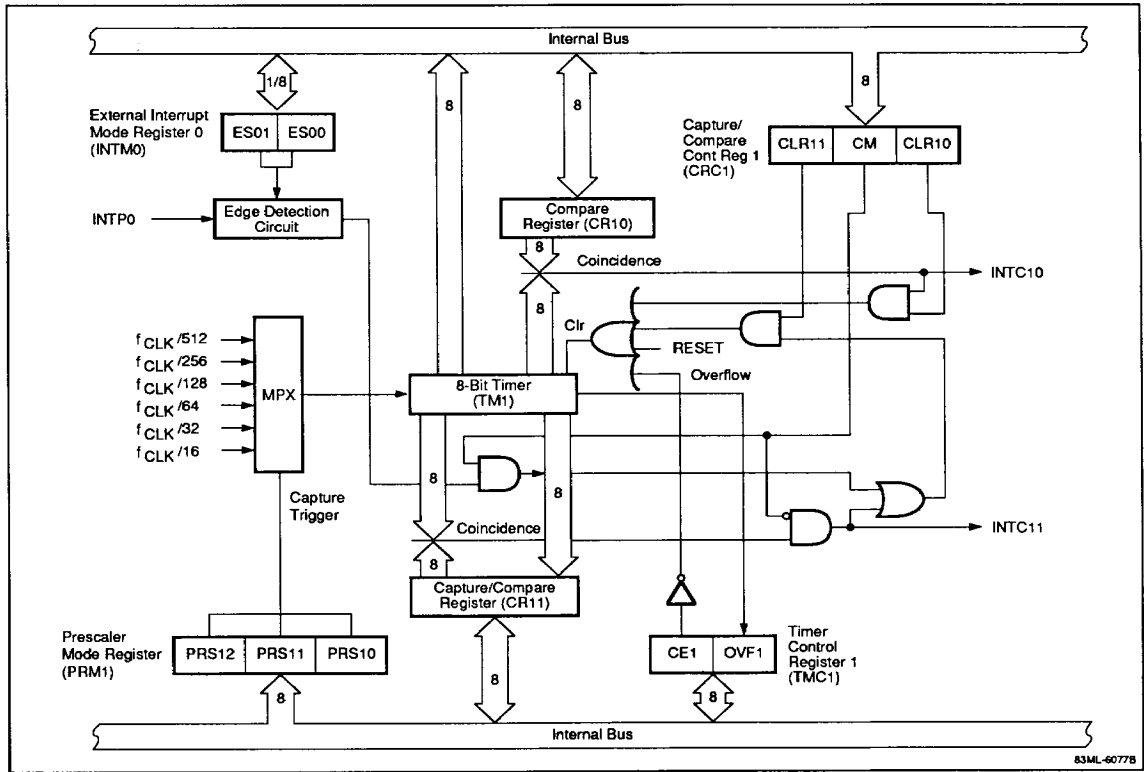 Internal Bus
1/8
8
8
8
External Interrupt
Mode Register 0
(INTM0)
ES01
ES00
Capture/
Compare
Cont Reg 1
(CRC1)
CLR11
CM
CLR10
INTP0
Edge Detection
Circuit
Compare
Register (CR10)
8
Coincidence
INTC10
8
Clr
RESET
Overflow
fCLK/512
fCLK/256
fCLK/128
fCLK/64
fCLK/32
fCLK/16
MPX
8-Bit Timer
(TM1)
8
8
Capture
Trigger
Coincidence
INTC11
8
Capture/Compare
Register (CR11)
Prescaler
Mode Register
(PRM1)
PRS12
PRS11
PRS10
CE1
OVF1
Timer
Control
Register 1
(TMC1)
8
8
8
Internal Bus
83ML-6077B